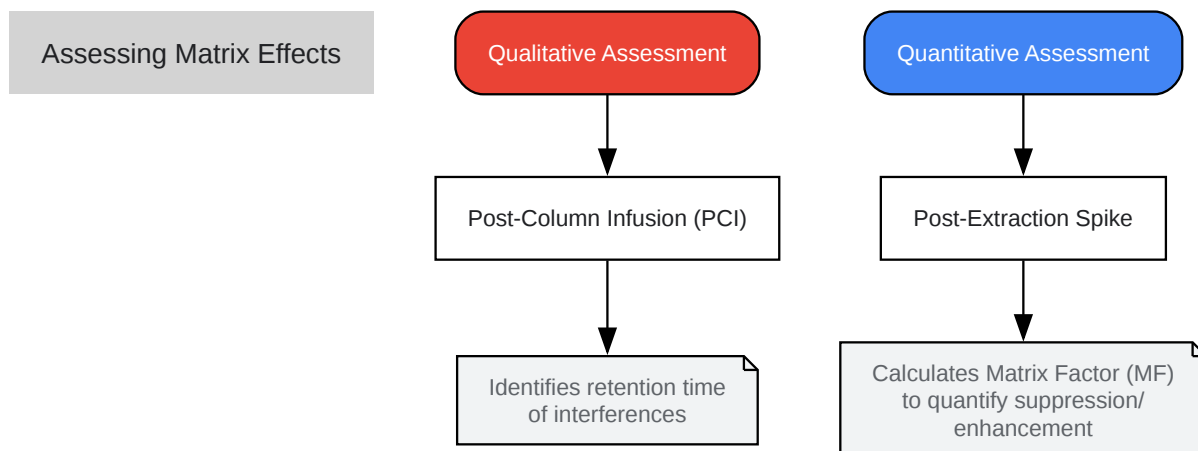 Assessing Matrix Effects
Qualitative Assessment
Quantitative Assessment
Post-Column Infusion (PCI)
Post-Extraction Spike
Identifies retention time
of interferences
Calculates Matrix Factor (MF)
to quantify suppression/
enhancement